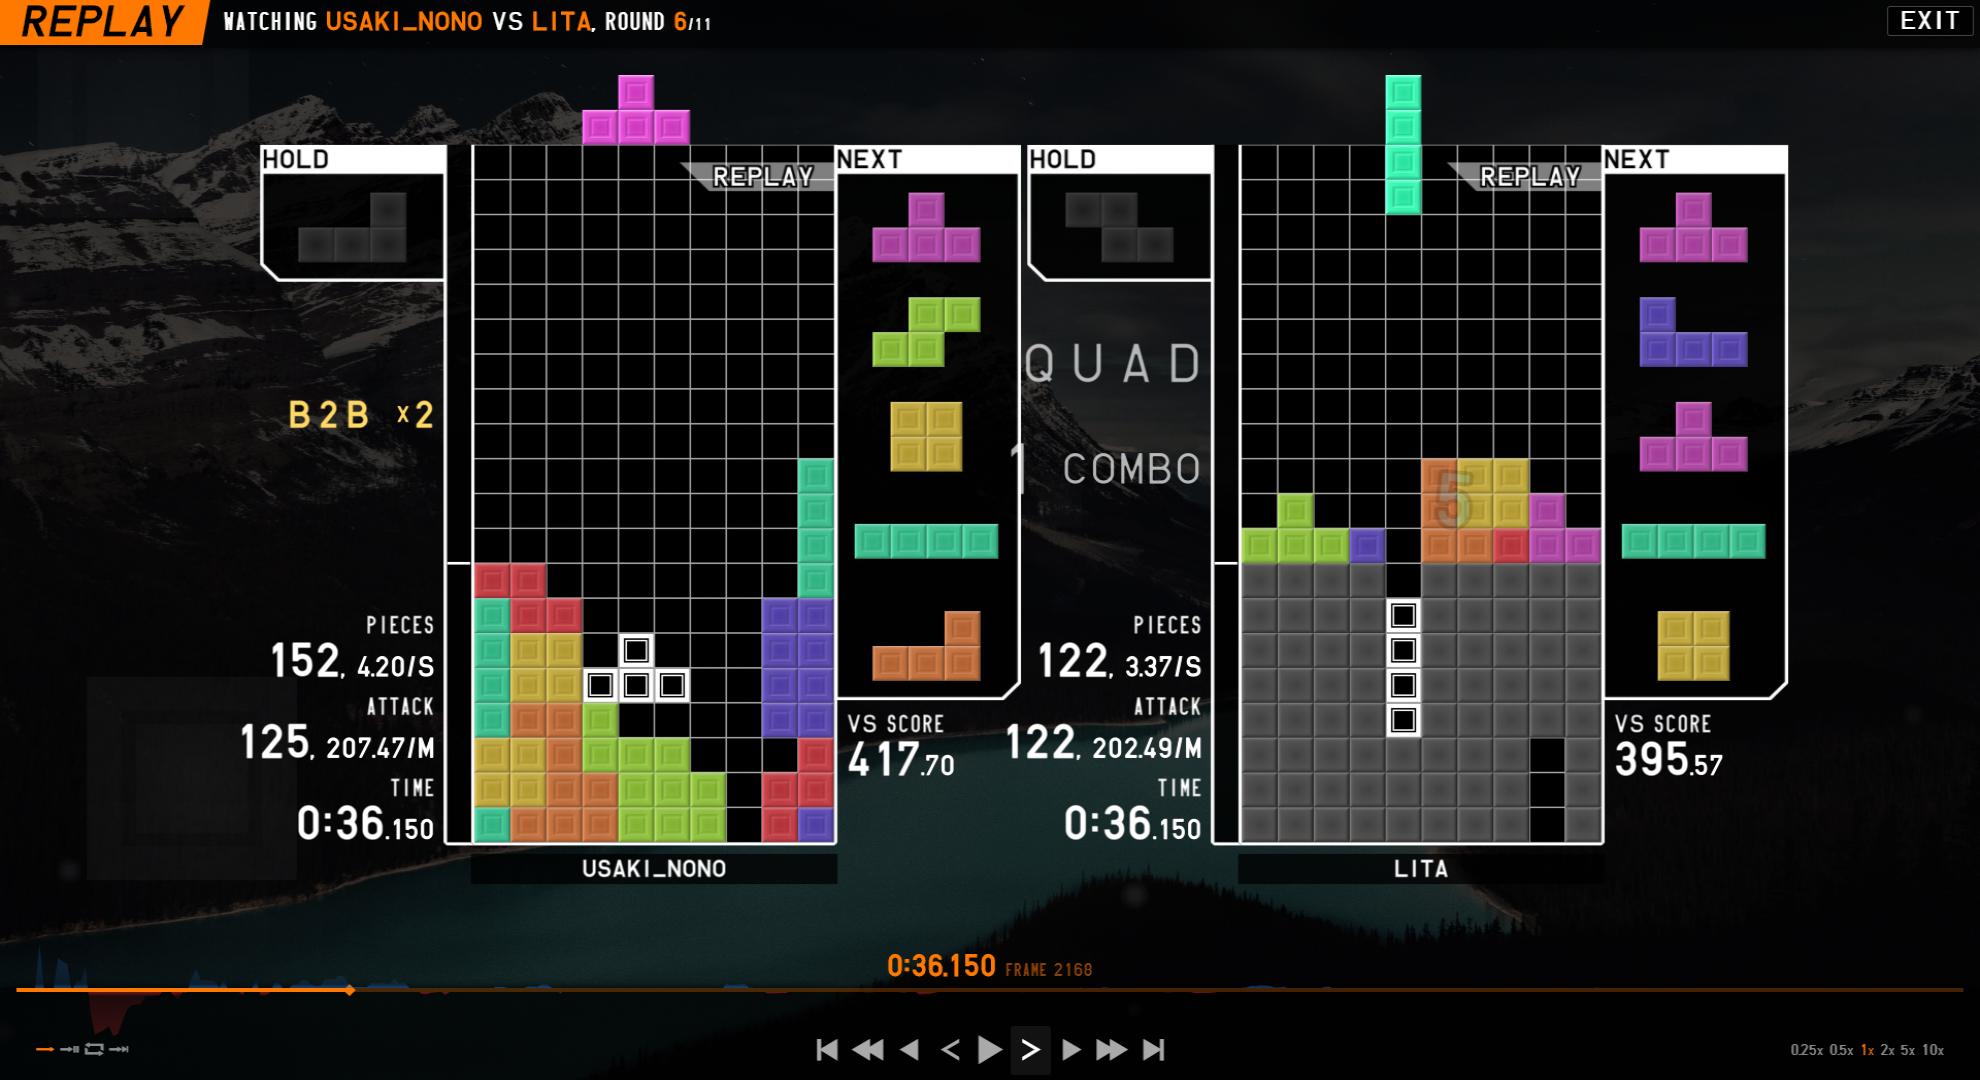 REPLAY WATCHING USAKI_NONO VS LITA, ROUND 6/11 EXIT
HOLD
REPLAY
NEXT
B2B x2
PIECES
152, 4.20/S
ATTACK
125, 207.47/M
TIME
0:36.150
VS SCORE
417.70
USAKI_NONO
HOLD
REPLAY
NEXT
QUAD
1 COMBO
5
PIECES
122, 3.37/S
ATTACK
122, 202.49/M
TIME
0:36.150
VS SCORE
395.57
LITA
0:36.150 FRAME 2168
0.25x 0.5x 1x 2x 5x 10x